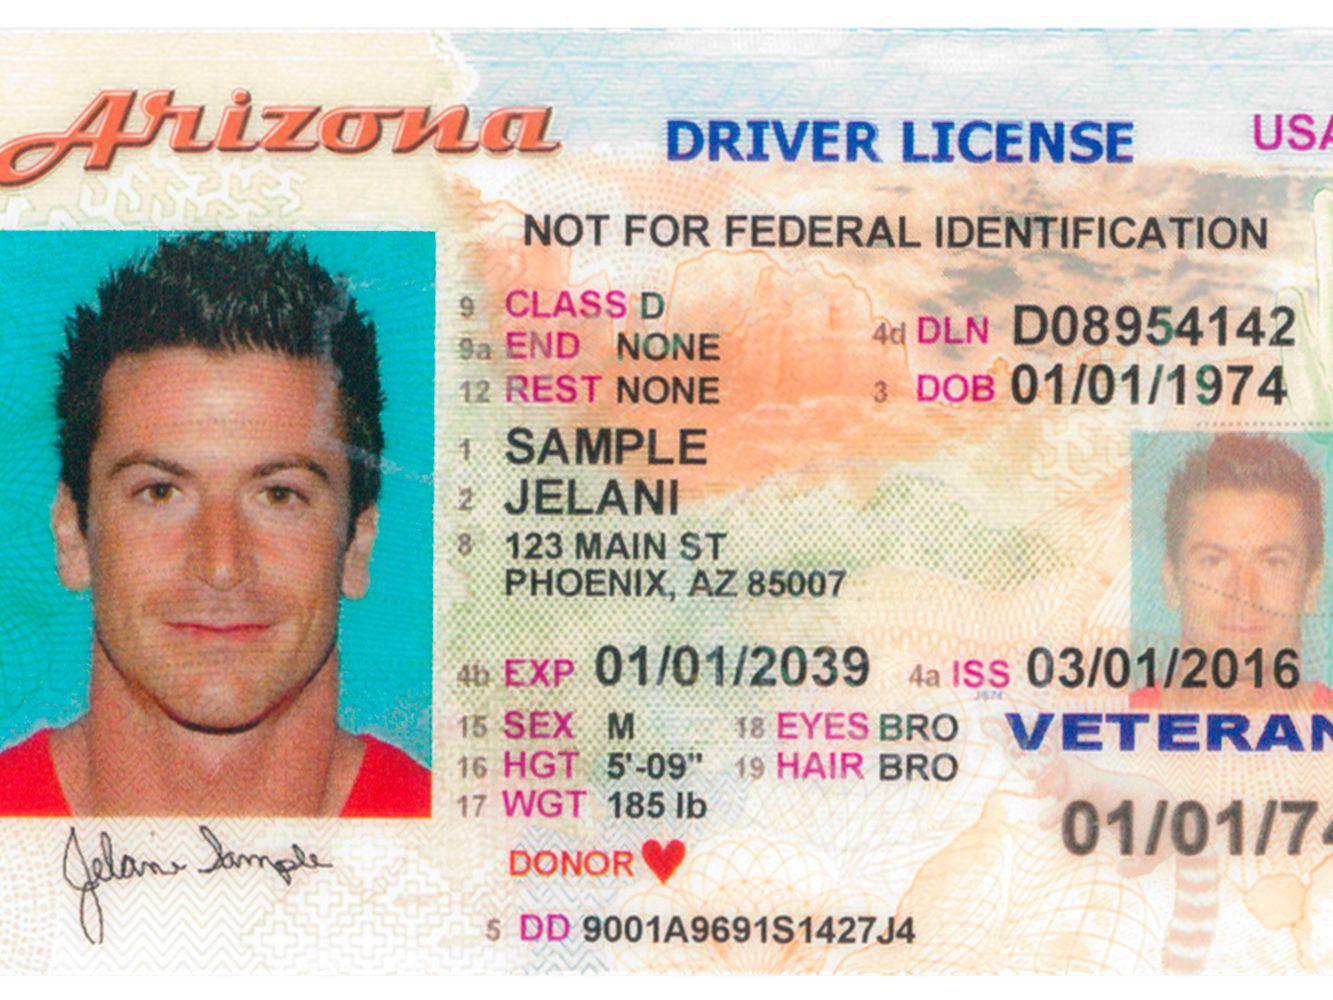 Arizona
DRIVER LICENSE USA
NOT FOR FEDERAL IDENTIFICATION
9 CLASS D
9a END NONE 4d DLN D08954142
12 REST NONE 3 DOB 01/01/1974
1 SAMPLE
2 JELANI
8 123 MAIN ST
PHOENIX, AZ 85007
4b EXP 01/01/2039 4a ISS 03/01/2016
15 SEX M 18 EYES BRO VETERAN
16 HGT 5'-09" 19 HAIR BRO
17 WGT 185 lb 01/01/74
DONOR
Jelani Sample
5 DD 9001A9691S1427J4